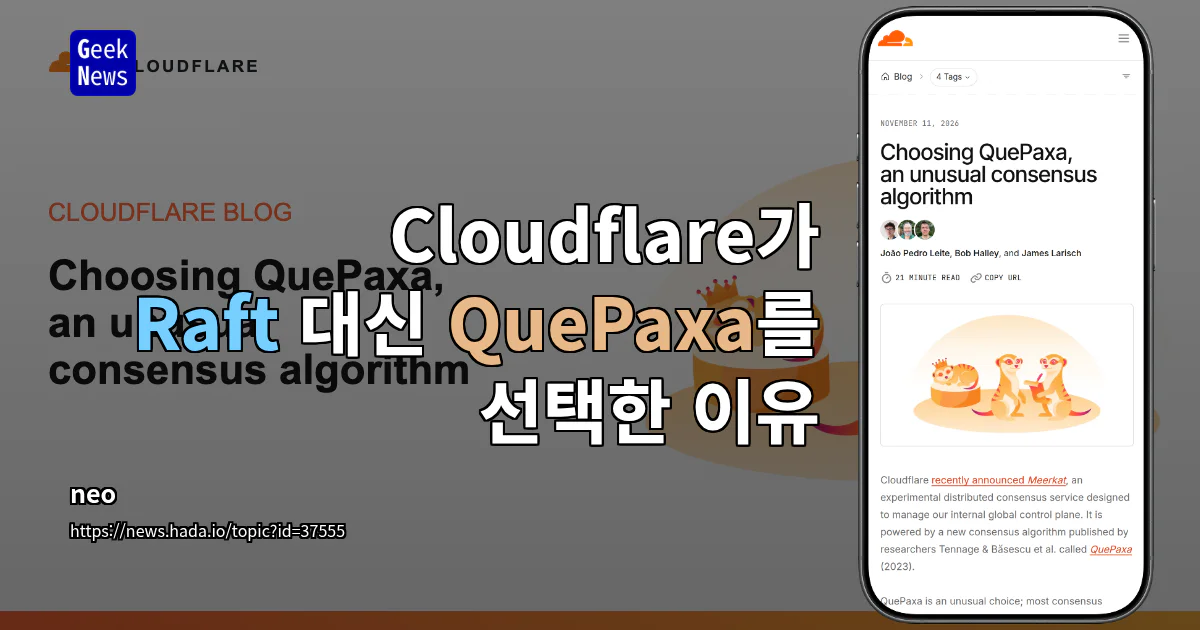 Geek
News
LOUDFLARE
CLOUDFLARE BLOG
Choosing QuePaxa,
an unusual
consensus algorithm
Cloudflare가
Raft 대신 QuePaxa를
선택한 이유
neo
https://news.hada.io/topic?id=37555
Blog
4 Tags
NOVEMBER 11, 2026
Choosing QuePaxa,
an unusual consensus
algorithm
João Pedro Leite, Bob Halley, and James Larisch
21 MINUTE READ COPY URL
Cloudflare recently announced Meerkat, an
experimental distributed consensus service designed
to manage our internal global control plane. It is
powered by a new consensus algorithm published by
researchers Tennage & Băsescu et al. called QuePaxa
(2023).
QuePaxa is an unusual choice; most consensus